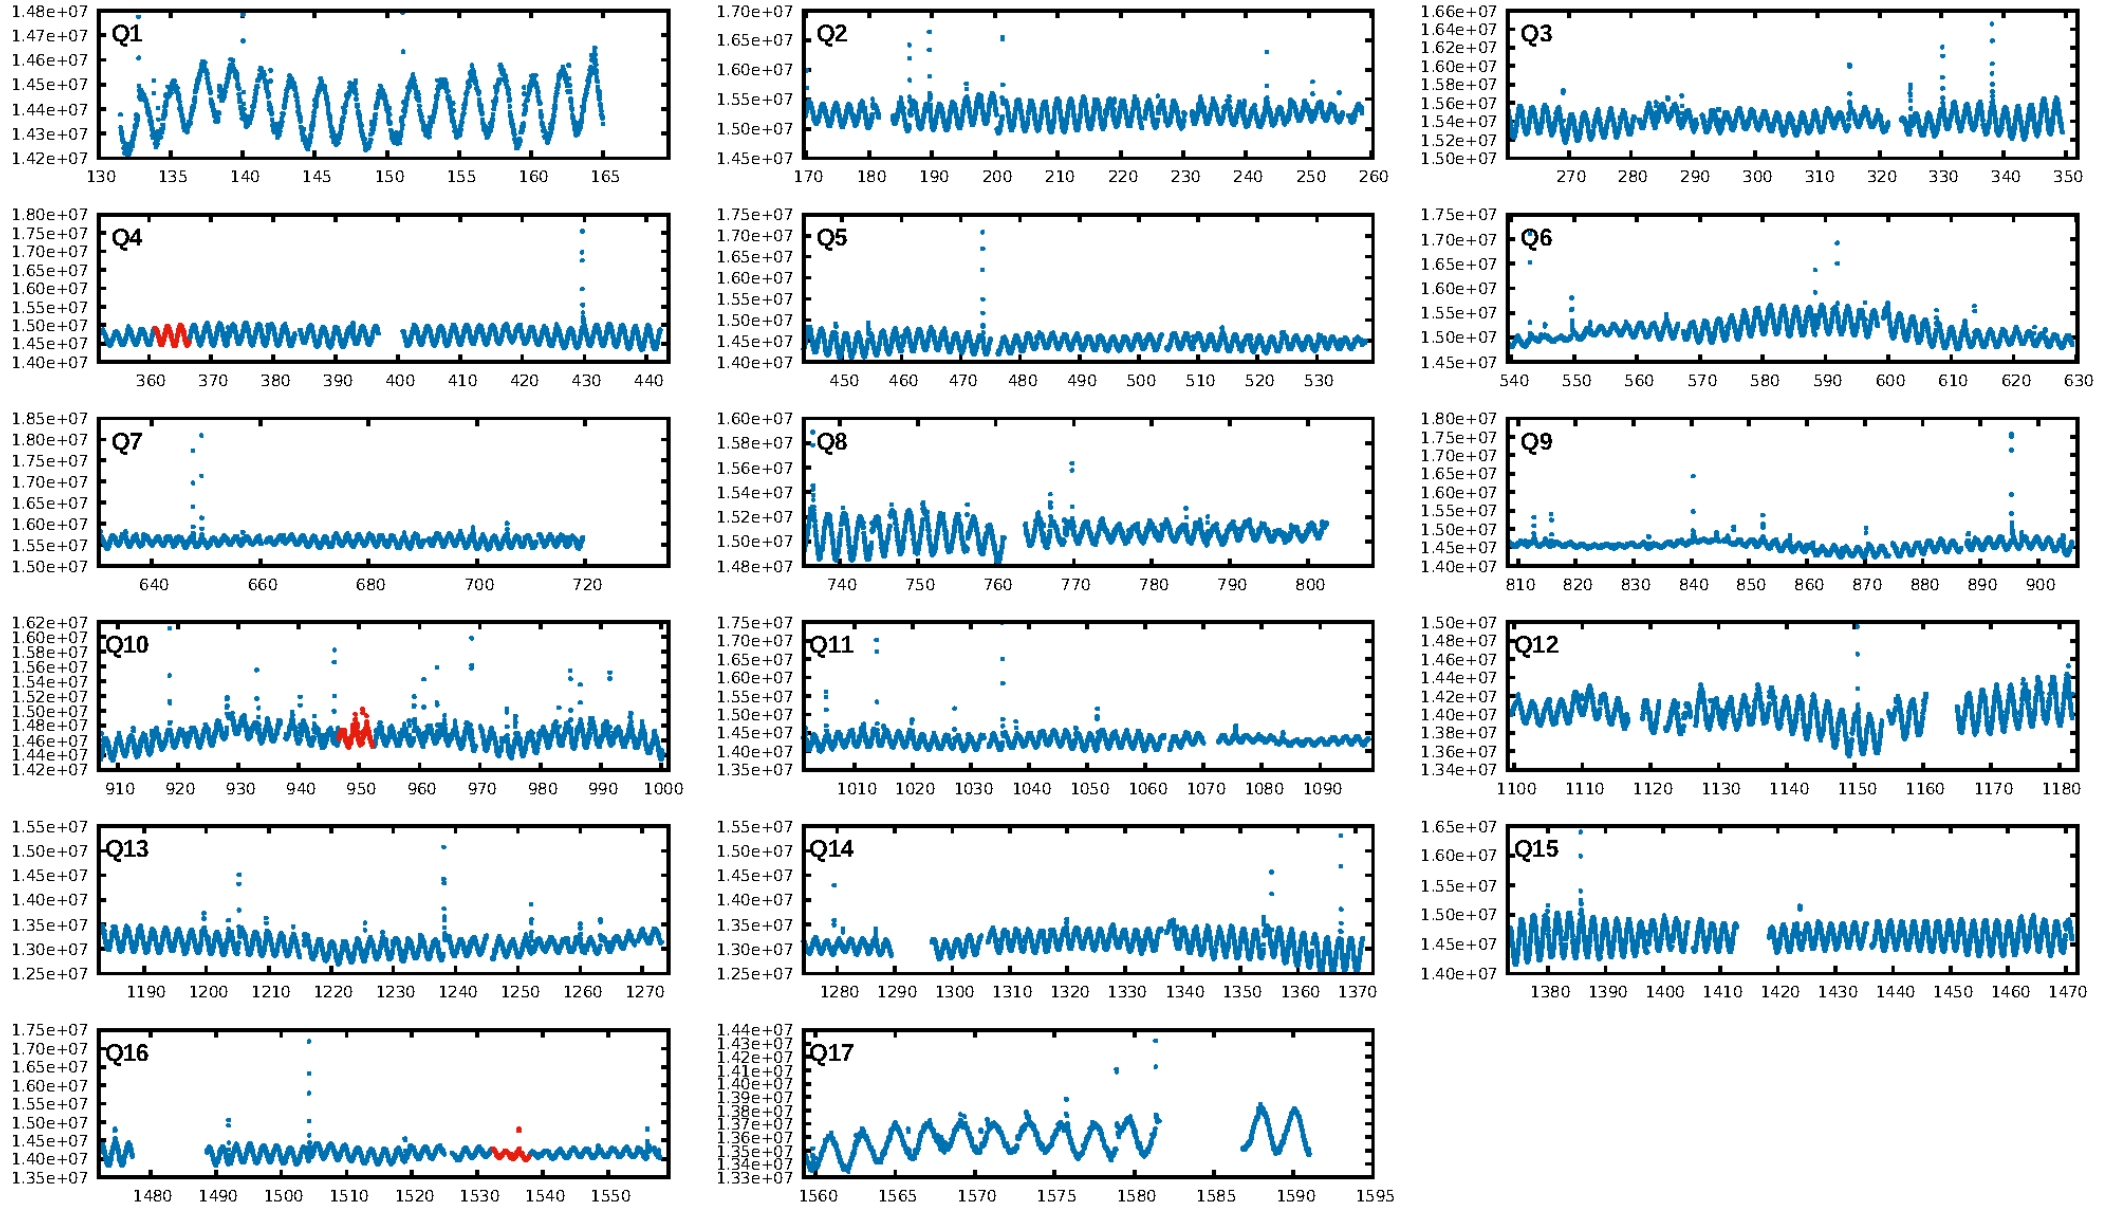 1.48e+07 1.47e+07 1.46e+07 1.45e+07 1.44e+07 1.43e+07 1.42e+07
Q1
130 135 140 145 150 155 160 165
1.70e+07 1.65e+07 1.60e+07 1.55e+07 1.50e+07 1.45e+07
Q2
170 180 190 200 210 220 230 240 250 260
1.66e+07 1.64e+07 1.62e+07 1.60e+07 1.58e+07 1.56e+07 1.54e+07 1.52e+07 1.50e+07
Q3
270 280 290 300 310 320 330 340 350
1.80e+07 1.75e+07 1.70e+07 1.65e+07 1.60e+07 1.55e+07 1.50e+07 1.45e+07 1.40e+07
Q4
360 370 380 390 400 410 420 430 440
1.75e+07 1.70e+07 1.65e+07 1.60e+07 1.55e+07 1.50e+07 1.45e+07 1.40e+07
Q5
450 460 470 480 490 500 510 520 530
1.75e+07 1.70e+07 1.65e+07 1.60e+07 1.55e+07 1.50e+07 1.45e+07
Q6
540 550 560 570 580 590 600 610 620 630
1.85e+07 1.80e+07 1.75e+07 1.70e+07 1.65e+07 1.60e+07 1.55e+07 1.50e+07
Q7
640 660 680 700 720
1.60e+07 1.58e+07 1.56e+07 1.54e+07 1.52e+07 1.50e+07 1.48e+07
Q8
740 750 760 770 780 790 800
1.80e+07 1.75e+07 1.70e+07 1.65e+07 1.60e+07 1.55e+07 1.50e+07 1.45e+07 1.40e+07
Q9
810 820 830 840 850 860 870 880 890 900
1.62e+07 1.60e+07 1.58e+07 1.56e+07 1.54e+07 1.52e+07 1.50e+07 1.48e+07 1.46e+07 1.44e+07 1.42e+07
Q10
910 920 930 940 950 960 970 980 990 1000
1.75e+07 1.70e+07 1.65e+07 1.60e+07 1.55e+07 1.50e+07 1.45e+07 1.40e+07 1.35e+07
Q11
1010 1020 1030 1040 1050 1060 1070 1080 1090
1.50e+07 1.48e+07 1.46e+07 1.44e+07 1.42e+07 1.40e+07 1.38e+07 1.36e+07 1.34e+07
Q12
1100 1110 1120 1130 1140 1150 1160 1170 1180
1.55e+07 1.50e+07 1.45e+07 1.40e+07 1.35e+07 1.30e+07 1.25e+07
Q13
1190 1200 1210 1220 1230 1240 1250 1260 1270
1.55e+07 1.50e+07 1.45e+07 1.40e+07 1.35e+07 1.30e+07 1.25e+07
Q14
1280 1290 1300 1310 1320 1330 1340 1350 1360 1370
1.65e+07 1.60e+07 1.55e+07 1.50e+07 1.45e+07 1.40e+07
Q15
1380 1390 1400 1410 1420 1430 1440 1450 1460 1470
1.75e+07 1.70e+07 1.65e+07 1.60e+07 1.55e+07 1.50e+07 1.45e+07 1.40e+07 1.35e+07
Q16
1480 1490 1500 1510 1520 1530 1540 1550
1.44e+07 1.43e+07 1.42e+07 1.41e+07 1.40e+07 1.39e+07 1.38e+07 1.37e+07 1.36e+07 1.35e+07 1.34e+07 1.33e+07
Q17
1560 1565 1570 1575 1580 1585 1590 1595